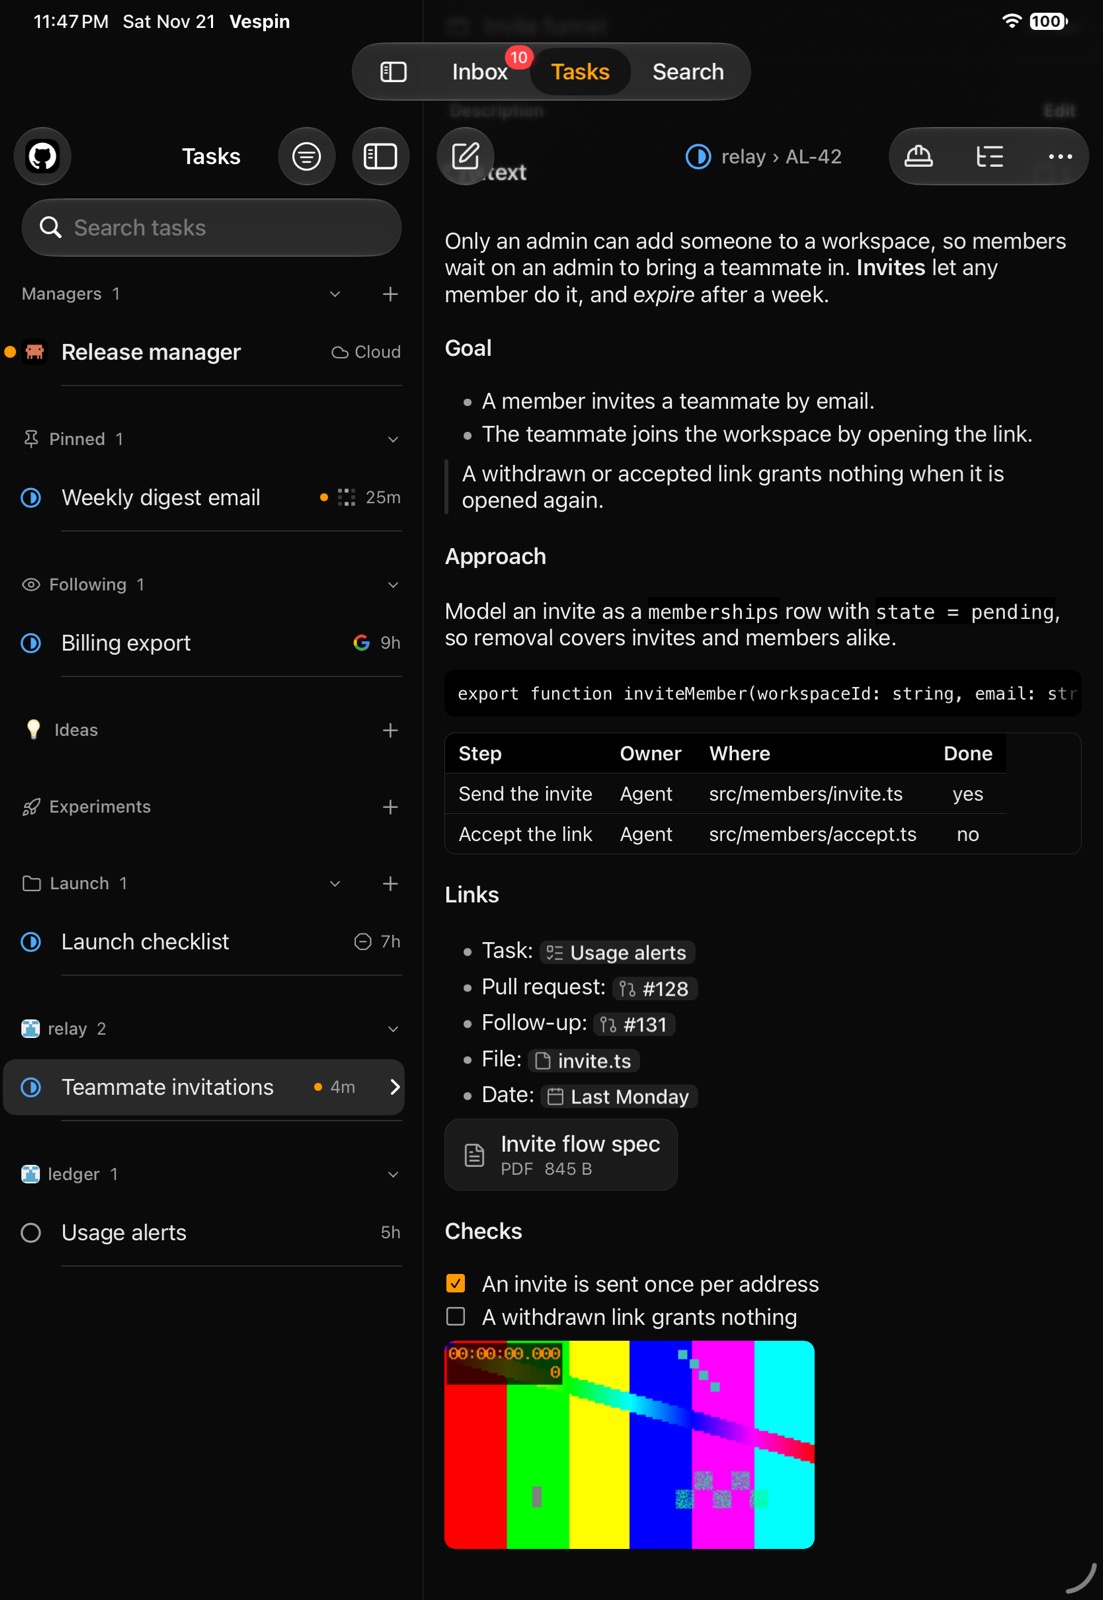 11:47 PM Sat Nov 21 Vespin
100
Invite funnel
Inbox
10
Tasks
Search
Description
Edit
Tasks
text
relay › AL-42
Search tasks
Managers 1
Release manager
Cloud
Pinned 1
Weekly digest email
25m
Following 1
Billing export
9h
Ideas
Experiments
Launch 1
Launch checklist
7h
relay 2
Teammate invitations
4m
ledger 1
Usage alerts
5h
Only an admin can add someone to a workspace, so members
wait on an admin to bring a teammate in. Invites let any
member do it, and expire after a week.
Goal
• A member invites a teammate by email.
• The teammate joins the workspace by opening the link.
A withdrawn or accepted link grants nothing when it is
opened again.
Approach
Model an invite as a memberships row with state = pending,
so removal covers invites and members alike.
export function inviteMember(workspaceId: string, email: str
Step Owner Where Done
Send the invite Agent src/members/invite.ts yes
Accept the link Agent src/members/accept.ts no
Links
• Task: Usage alerts
• Pull request: #128
• Follow-up: #131
• File: invite.ts
• Date: Last Monday
Invite flow spec
PDF 845 B
Checks
An invite is sent once per address
A withdrawn link grants nothing
00:00:00.000
0